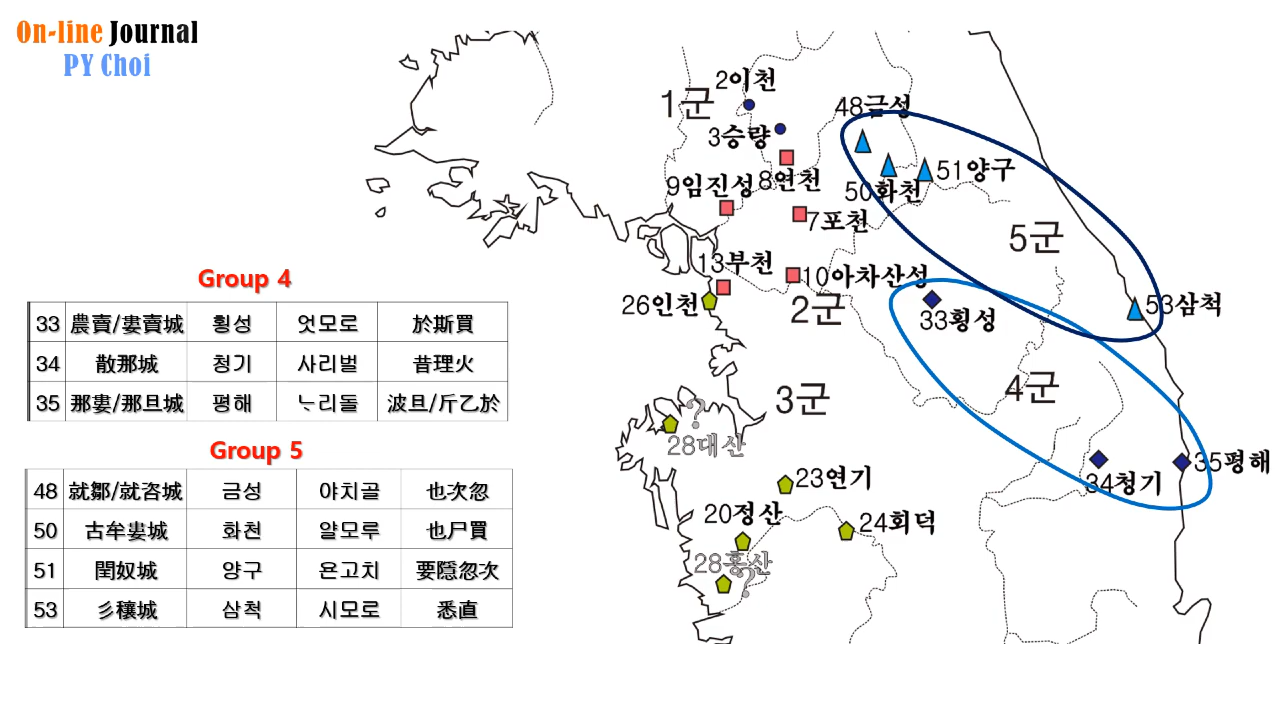 On-line Journal
PY Choi
Group 4
33 農賣/婁賣城 횡성 엇모로 於斯買
34 散那城 청기 사리벌 昔理火
35 那婁/那旦城 평해 ᄂᆞ리돌 波旦/斤乙於
Group 5
48 就鄒/就咨城 금성 야치골 也次忽
50 古牟婁城 화천 얄모루 也尸買
51 閏奴城 양구 욘고치 要隱忽次
53 彡穰城 삼척 시모로 悉直
1군
2이천
3승량
8연천
9임진성
7포천
13부천
10아차산성
26인천
2군
48금성
50화천
51양구
5군
53삼척
33횡성
4군
34청기
35평해
3군
?
28대산
23연기
20정산
24회덕
28홍산
?